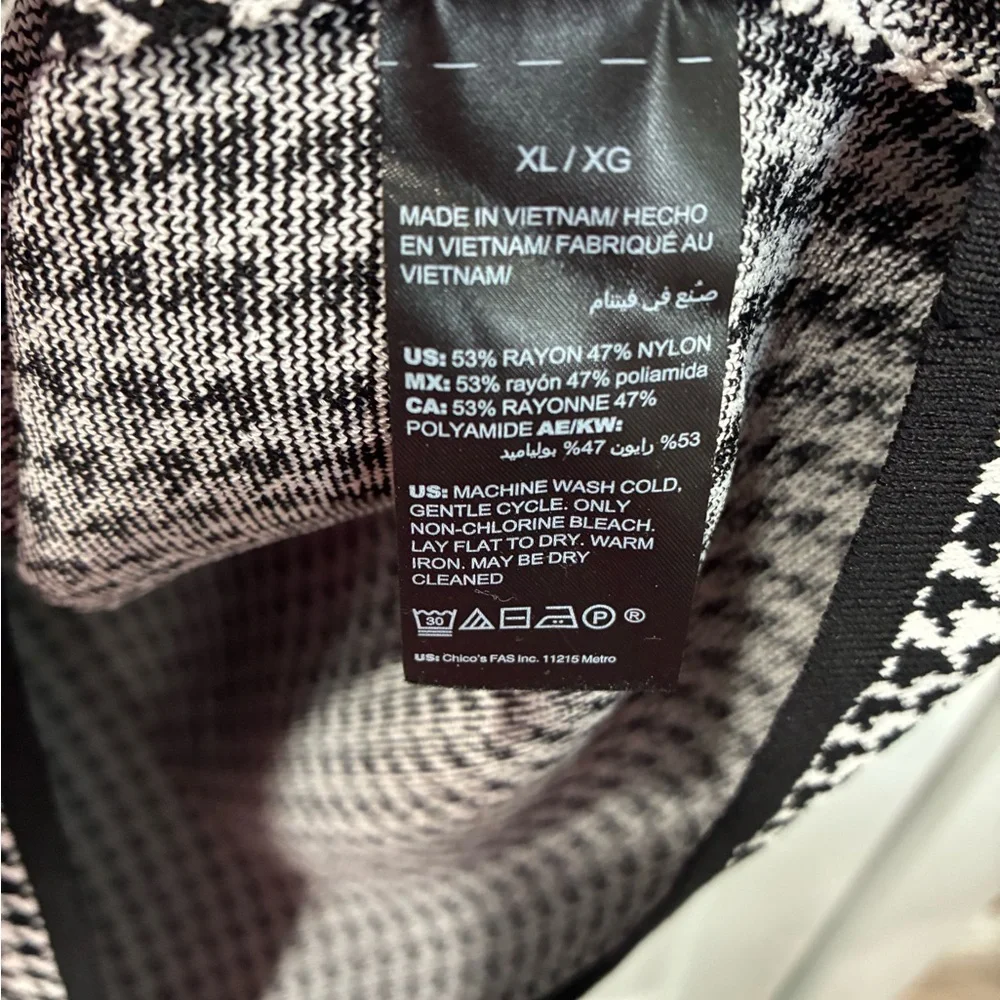 XL / XG
MADE IN VIETNAM/ HECHO
EN VIETNAM/ FABRIQUÉ AU
VIETNAM/
صُنع في فيتنام
US: 53% RAYON 47% NYLON
MX: 53% rayón 47% poliamida
CA: 53% RAYONNE 47%
POLYAMIDE AE/KW:
53% رايون 47% بولياميد
US: MACHINE WASH COLD,
GENTLE CYCLE. ONLY
NON-CHLORINE BLEACH.
LAY FLAT TO DRY. WARM
IRON. MAY BE DRY
CLEANED
30 P ®
US: Chico's FAS Inc. 11215 Metro